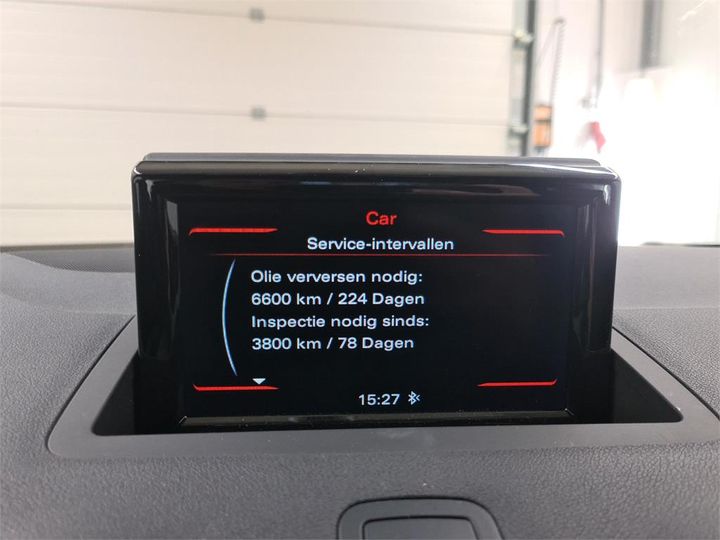 Car
Service-intervallen
Olie verversen nodig:
6600 km / 224 Dagen
Inspectie nodig sinds:
3800 km / 78 Dagen
15:27